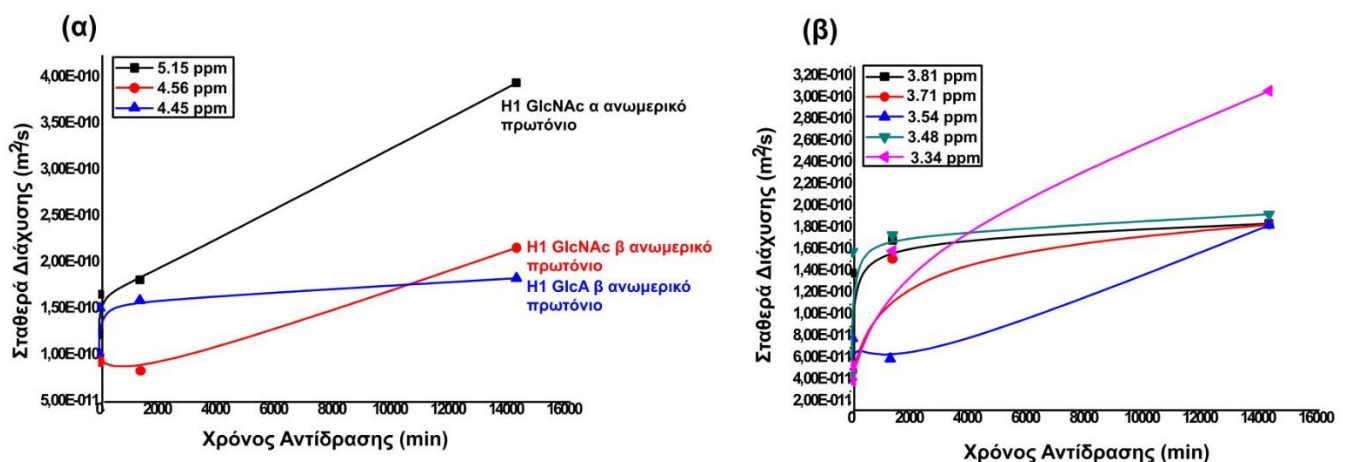 (α)
5.15 ppm
4.56 ppm
4.45 ppm
4,00E-010
3,50E-010
3,00E-010
2,50E-010
2,00E-010
1,50E-010
1,00E-010
5,00E-011
Σταθερά Διάχυσης (m2/s)
H1 GlcNAc α ανωμερικό
πρωτόνιο
H1 GlcNAc β ανωμερικό
πρωτόνιο
H1 GlcA β ανωμερικό
πρωτόνιο
0 2000 4000 6000 8000 10000 12000 14000 16000
Χρόνος Αντίδρασης (min)
(β)
3.81 ppm
3.71 ppm
3.54 ppm
3.48 ppm
3.34 ppm
3,20E-010
3,00E-010
2,80E-010
2,60E-010
2,40E-010
2,20E-010
2,00E-010
1,80E-010
1,60E-010
1,40E-010
1,20E-010
1,00E-010
8,00E-011
6,00E-011
4,00E-011
2,00E-011
Σταθερά Διάχυσης (m2/s)
0 2000 4000 6000 8000 10000 12000 14000 16000
Χρόνος Αντίδρασης (min)